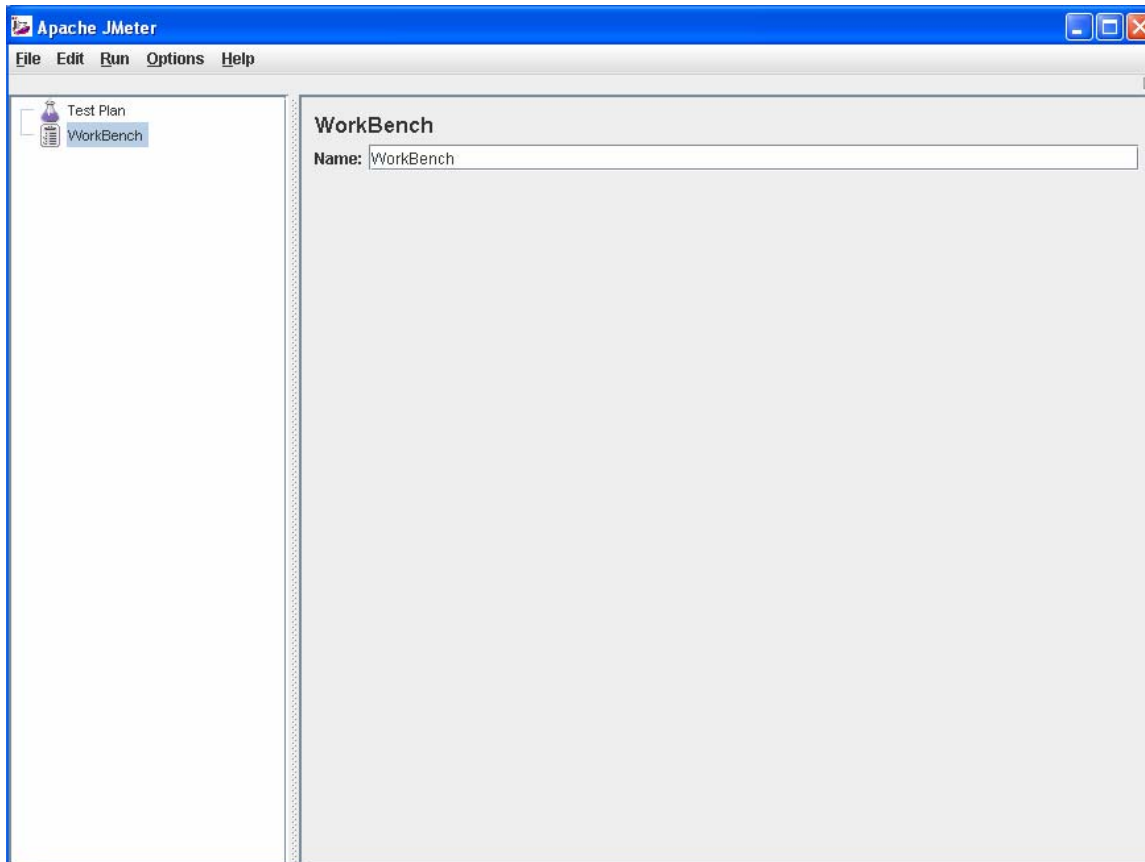 Apache JMeter
File Edit Run Options Help
Test Plan
WorkBench
WorkBench
Name: WorkBench